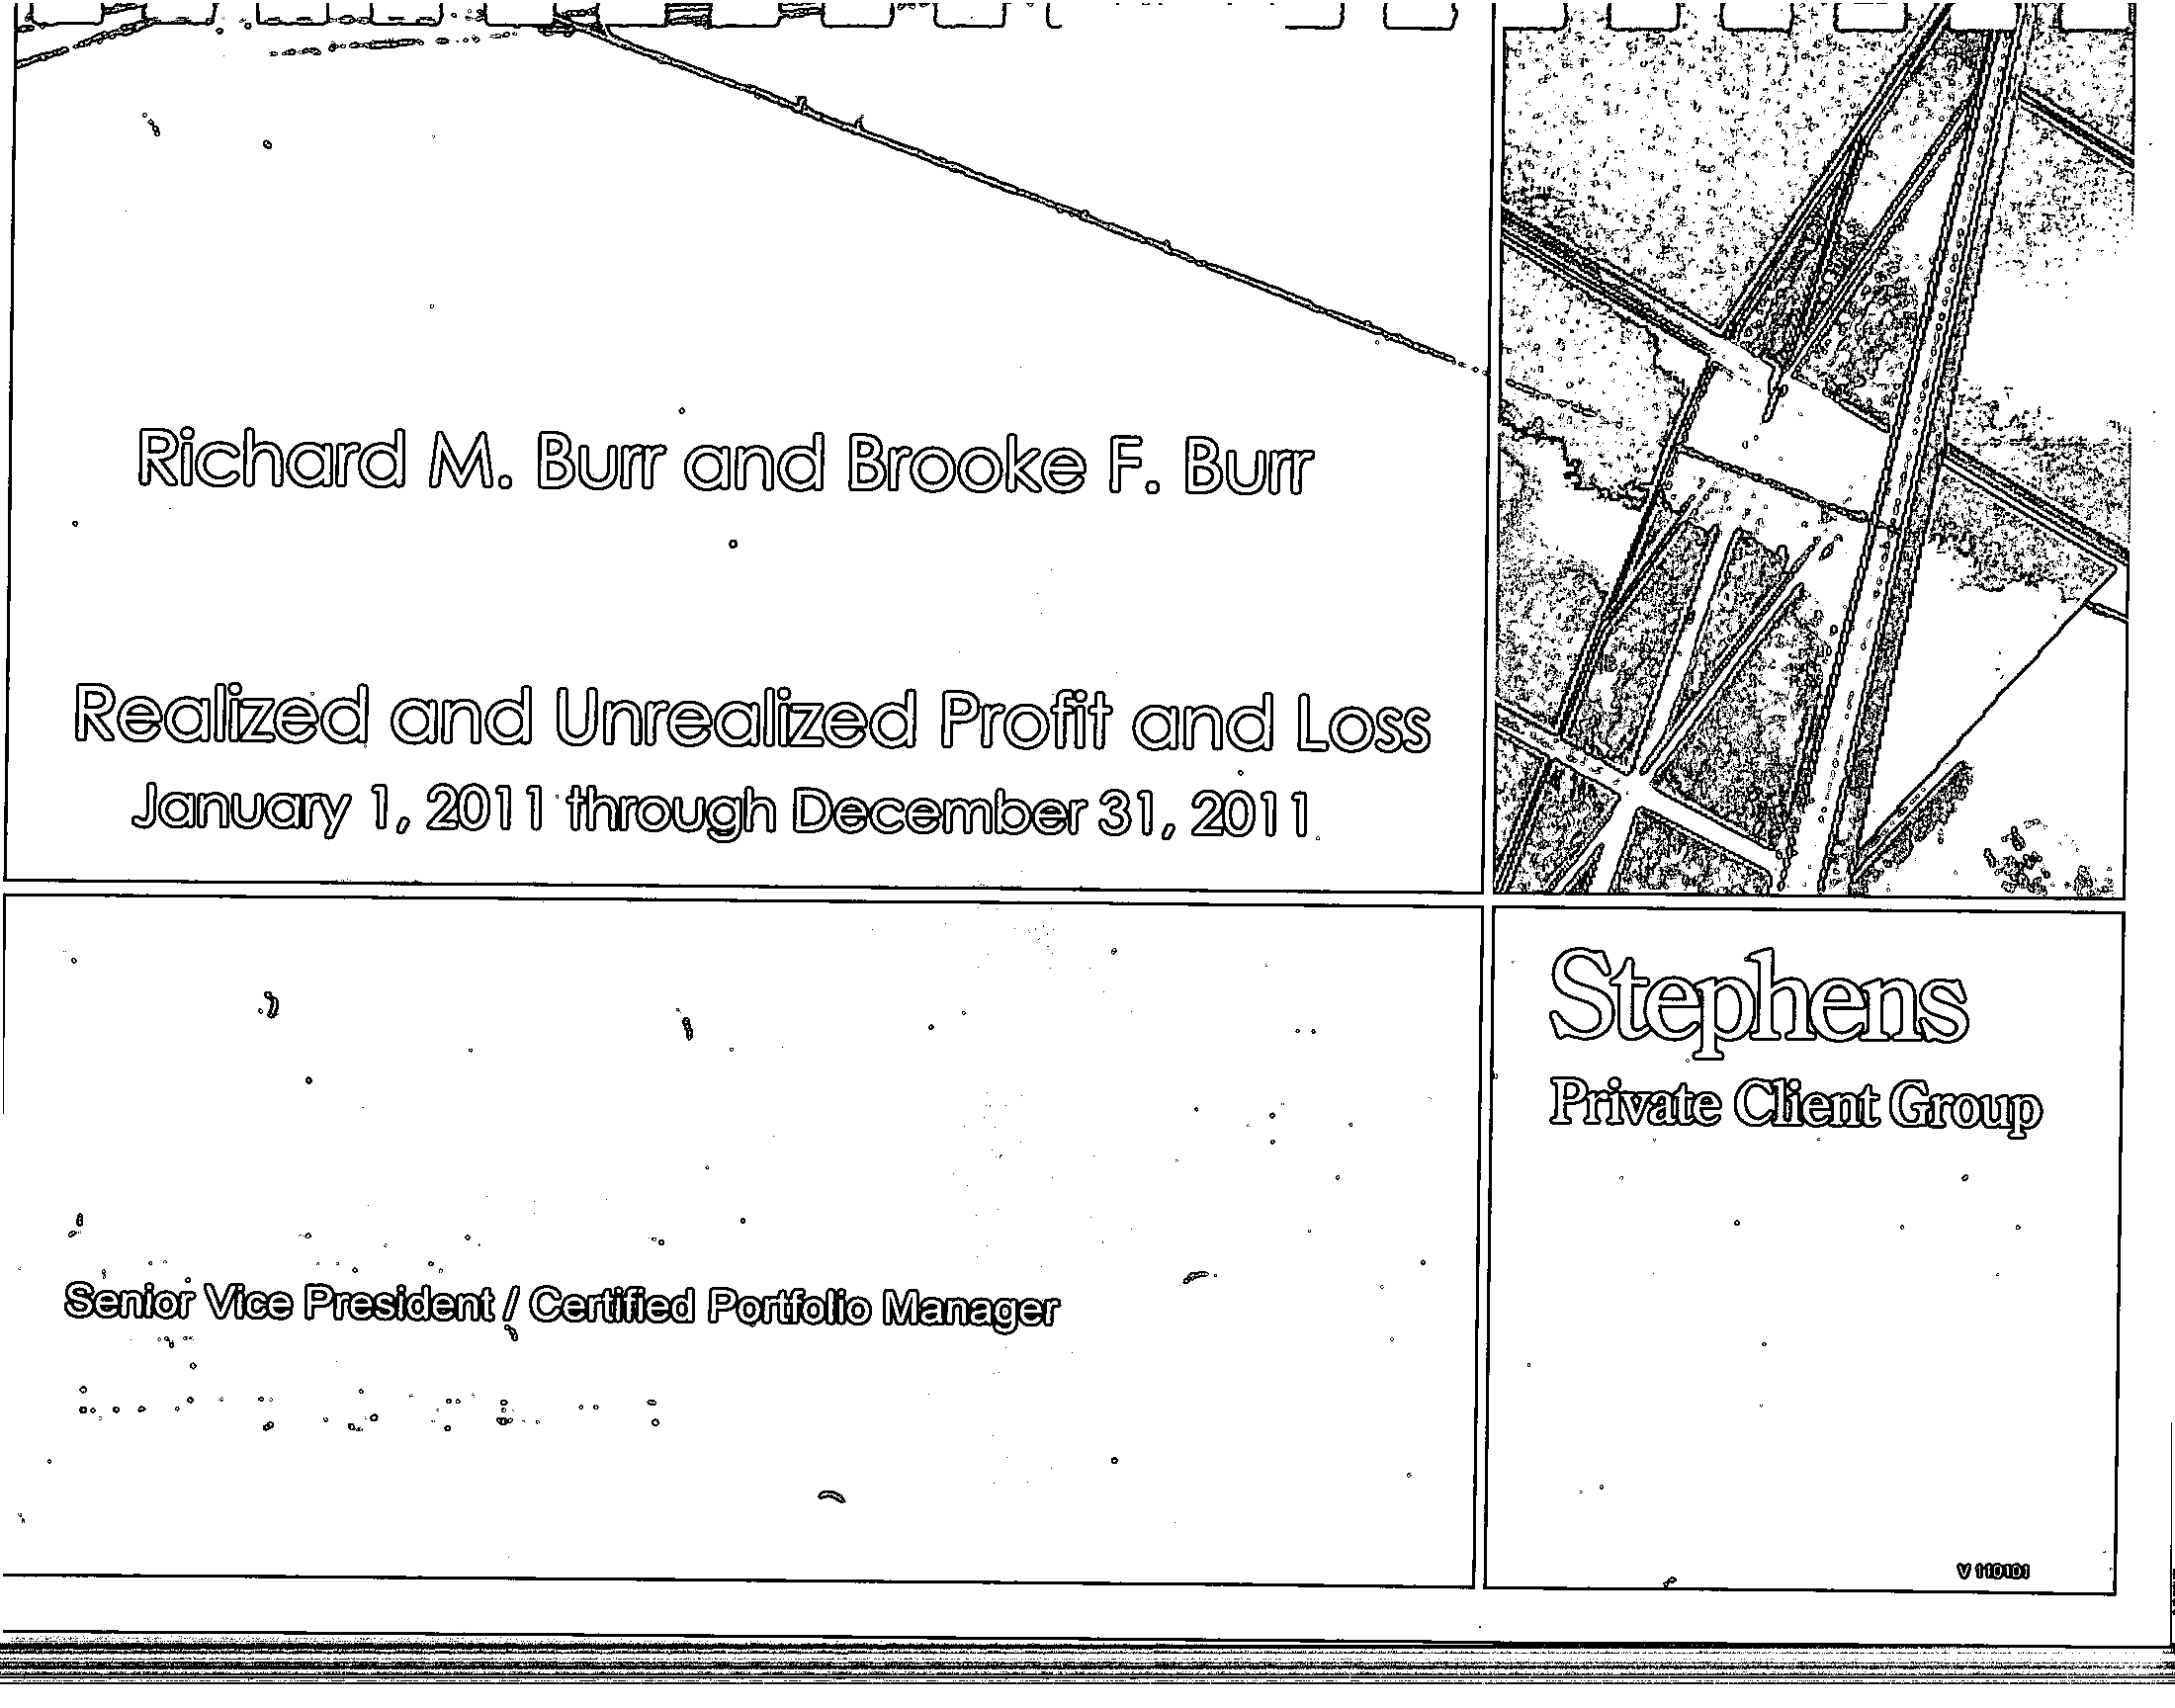 Richard M. Burr and Brooke F. Burr
Realized and Unrealized Profit and Loss
January 1, 2011 through December 31, 2011
Stephens
Private Client Group
Senior Vice President / Certified Portfolio Manager
V 110101